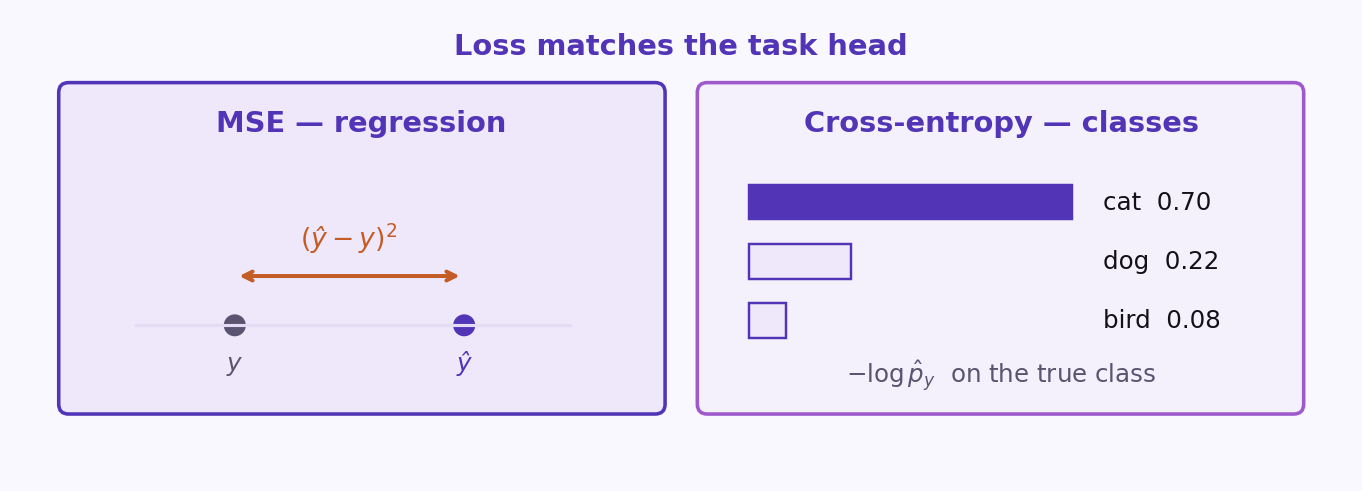 Loss matches the task head
MSE — regression
(ŷ − y)²
y
ŷ
Cross-entropy — classes
cat 0.70
dog 0.22
bird 0.08
−log p̂_y on the true class